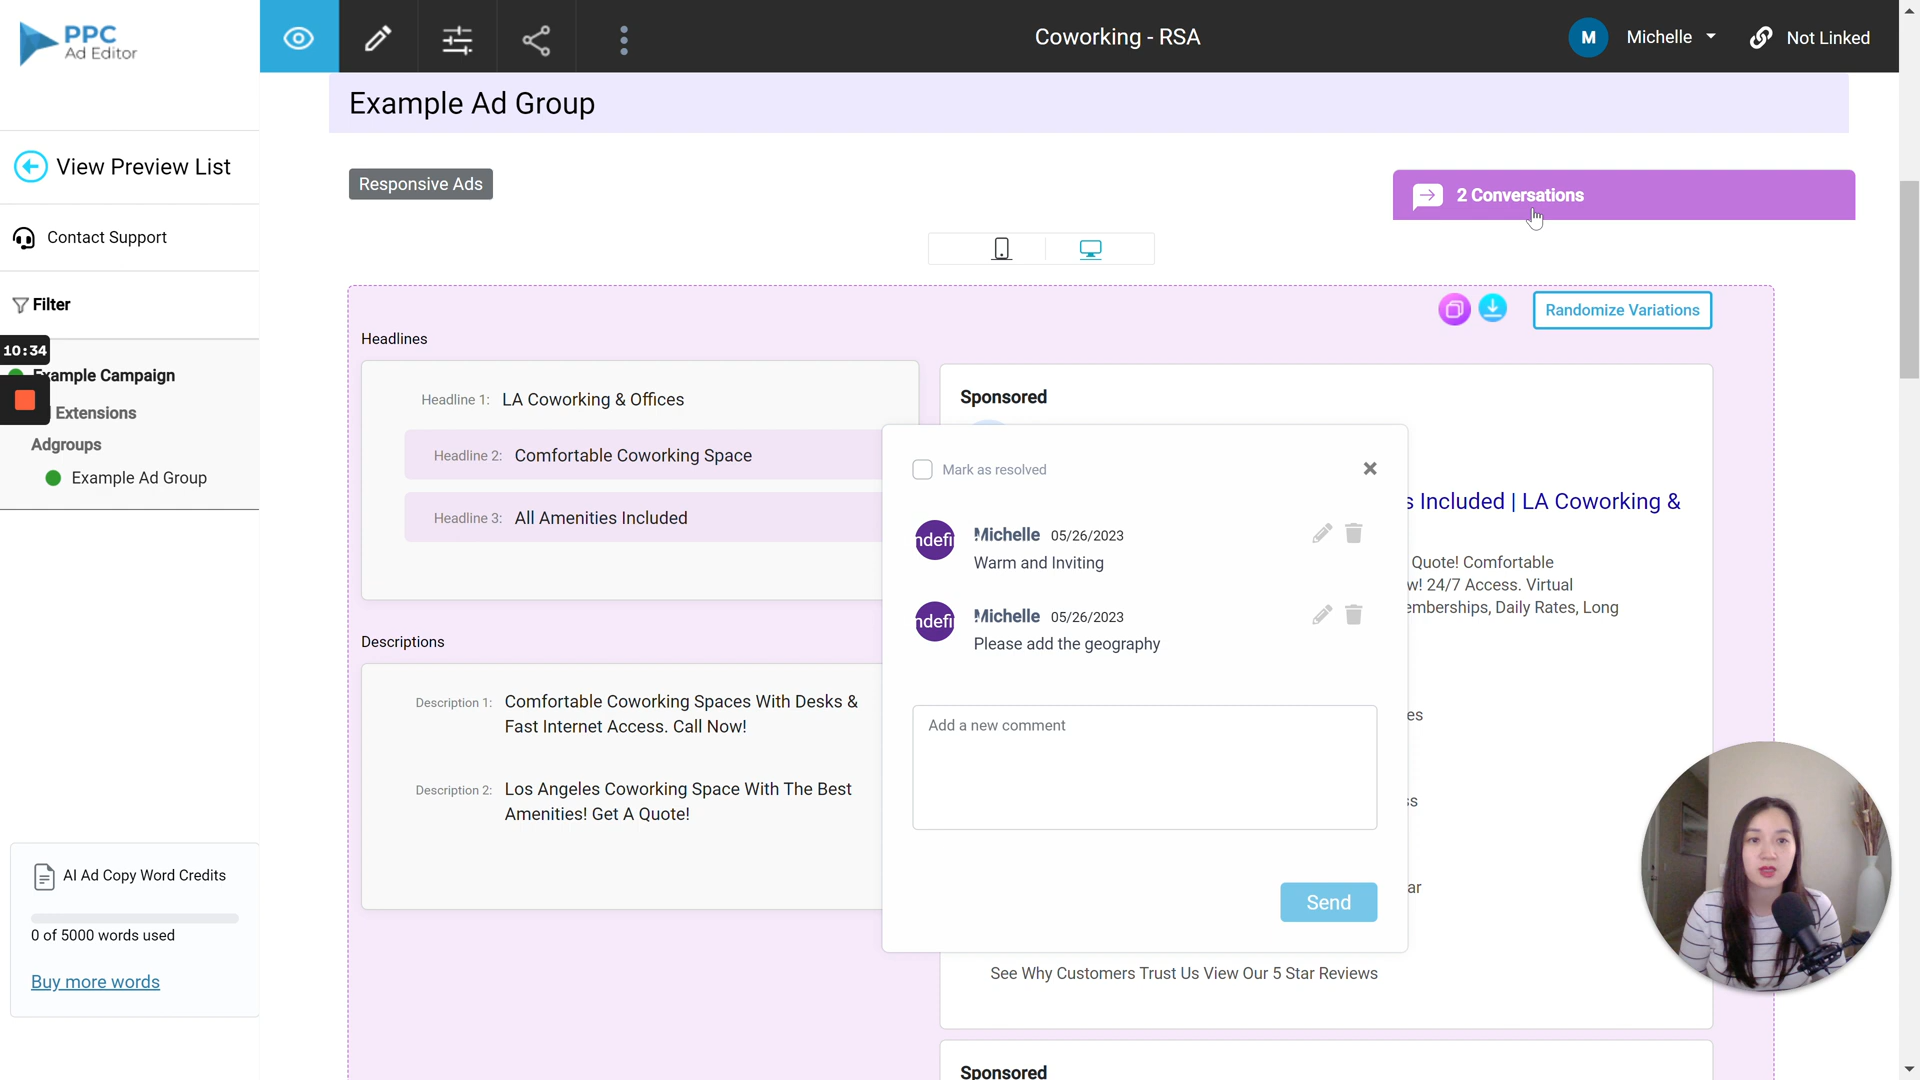 PPC
Ad Editor
Coworking - RSA
M
Michelle
Not Linked
Example Ad Group
View Preview List
Responsive Ads
2 Conversations
Contact Support
Filter
Randomize Variations
Headlines
10:34
Example Campaign
Extensions
Adgroups
Example Ad Group
Headline 1: LA Coworking & Offices
Headline 2: Comfortable Coworking Space
Headline 3: All Amenities Included
Sponsored
Mark as resolved
s Included | LA Coworking &
ndefi
Michelle 05/26/2023
Warm and Inviting
Quote! Comfortable
w! 24/7 Access. Virtual
emberships, Daily Rates, Long
ndefi
Michelle 05/26/2023
Please add the geography
Descriptions
Description 1: Comfortable Coworking Spaces With Desks &
Fast Internet Access. Call Now!
Description 2: Los Angeles Coworking Space With The Best
Amenities! Get A Quote!
Add a new comment
es
ss
ar
Send
See Why Customers Trust Us View Our 5 Star Reviews
Sponsored
AI Ad Copy Word Credits
0 of 5000 words used
Buy more words